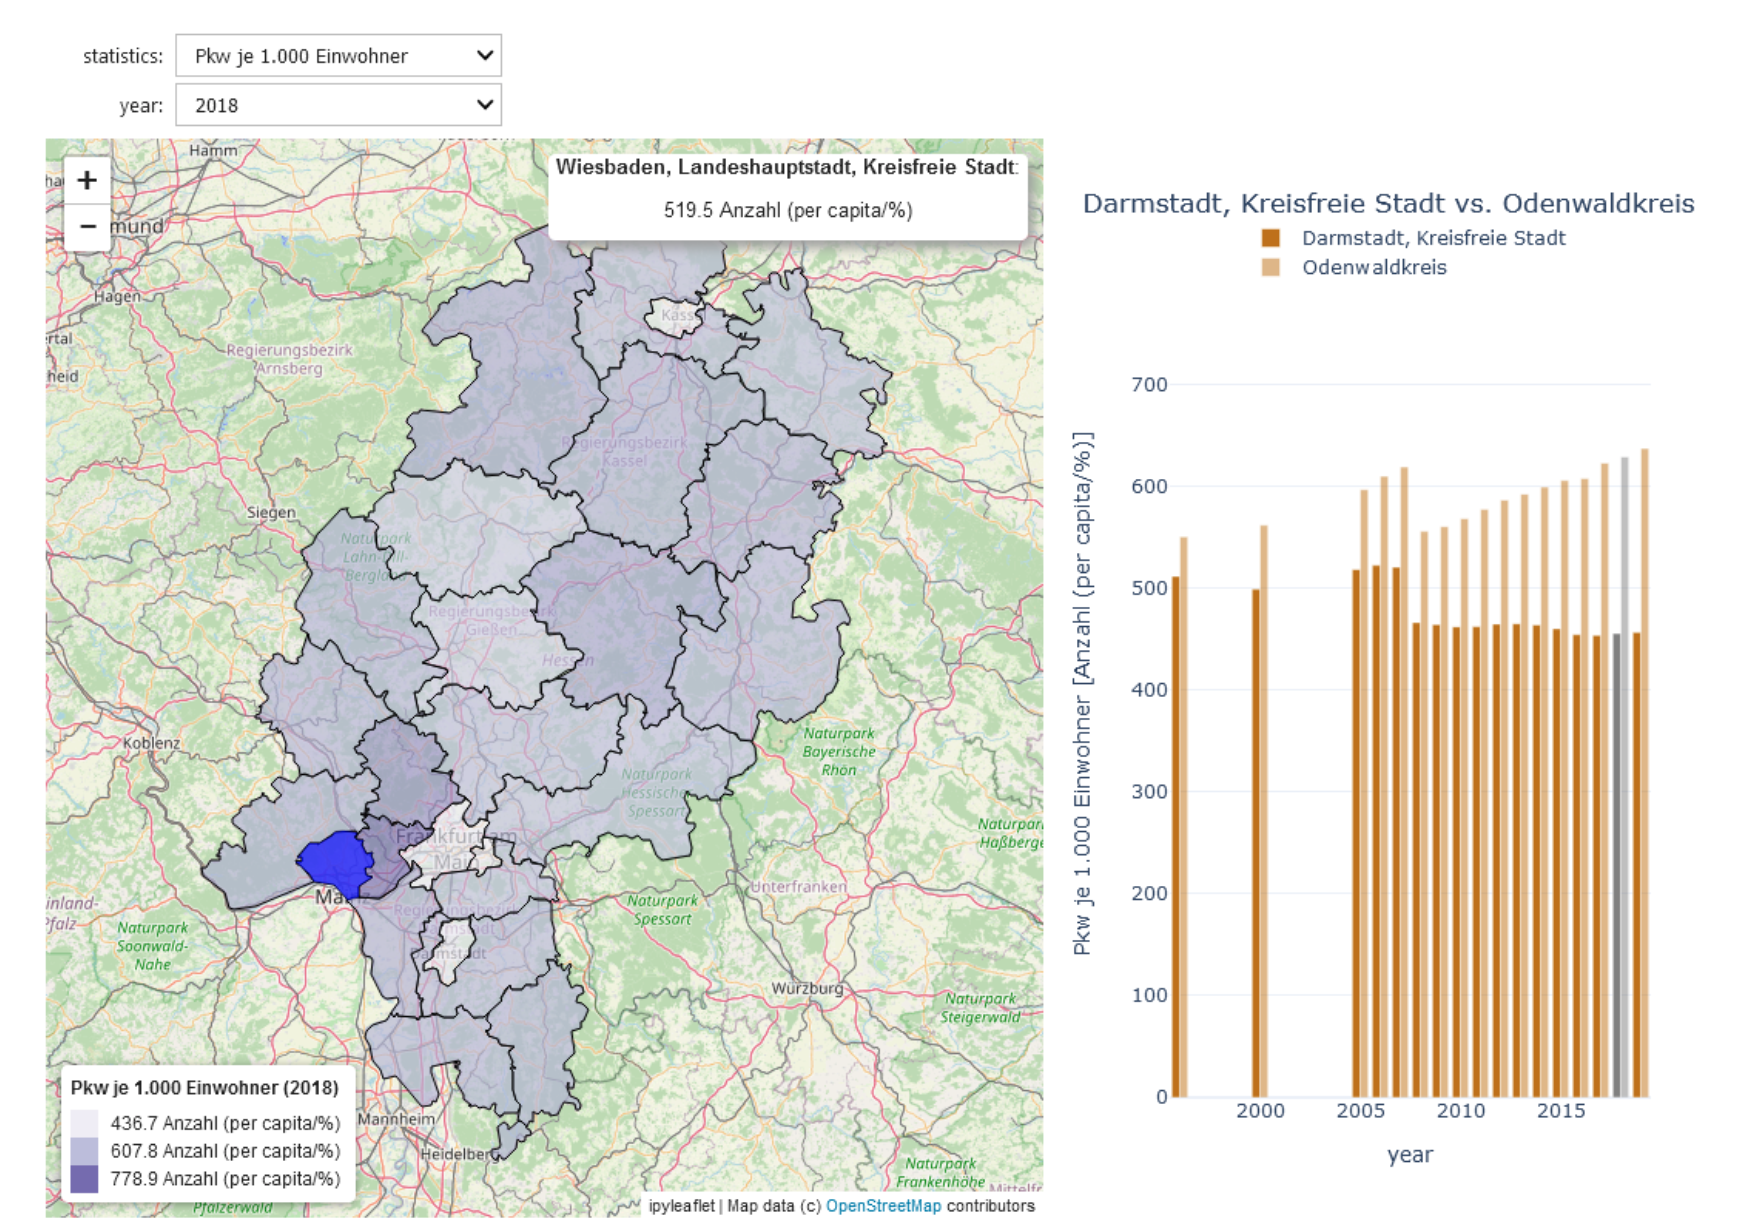 statistics: Pkw je 1.000 Einwohner
year: 2018
+
−
Wiesbaden, Landeshauptstadt, Kreisfreie Stadt:
519.5 Anzahl (per capita/%)
Hamm
mund
Hagen
rtal
heid
Regierungsbezirk
Arnsberg
Kass
Regierungsbezirk
Kassel
Siegen
Naturpark
Lahn-Dill-
Bergland
Regierungsbezirk
Gießen
Hessen
Koblenz
Naturpark
Bayerische
Rhön
Naturpark
Hessische
Spessart
Naturpar
Haßberge
Frankfurt am
Main
Unterfranken
Naturpark
Spessart
inland-
Pfalz
Naturpark
Soonwald-
Nahe
Regierungsbezirk
Darmstadt
Darmstadt
Würzburg
Naturpark
Steigerwald
Mannheim
Heidelberg
Naturpark
Frankenhöhe
Mittelfr
Pfälzerwald
Pkw je 1.000 Einwohner (2018)
436.7 Anzahl (per capita/%)
607.8 Anzahl (per capita/%)
778.9 Anzahl (per capita/%)
ipyleaflet | Map data (c) OpenStreetMap contributors
Darmstadt, Kreisfreie Stadt vs. Odenwaldkreis
Darmstadt, Kreisfreie Stadt
Odenwaldkreis
Pkw je 1.000 Einwohner [Anzahl (per capita/%)]
700
600
500
400
300
200
100
0
2000 2005 2010 2015
year